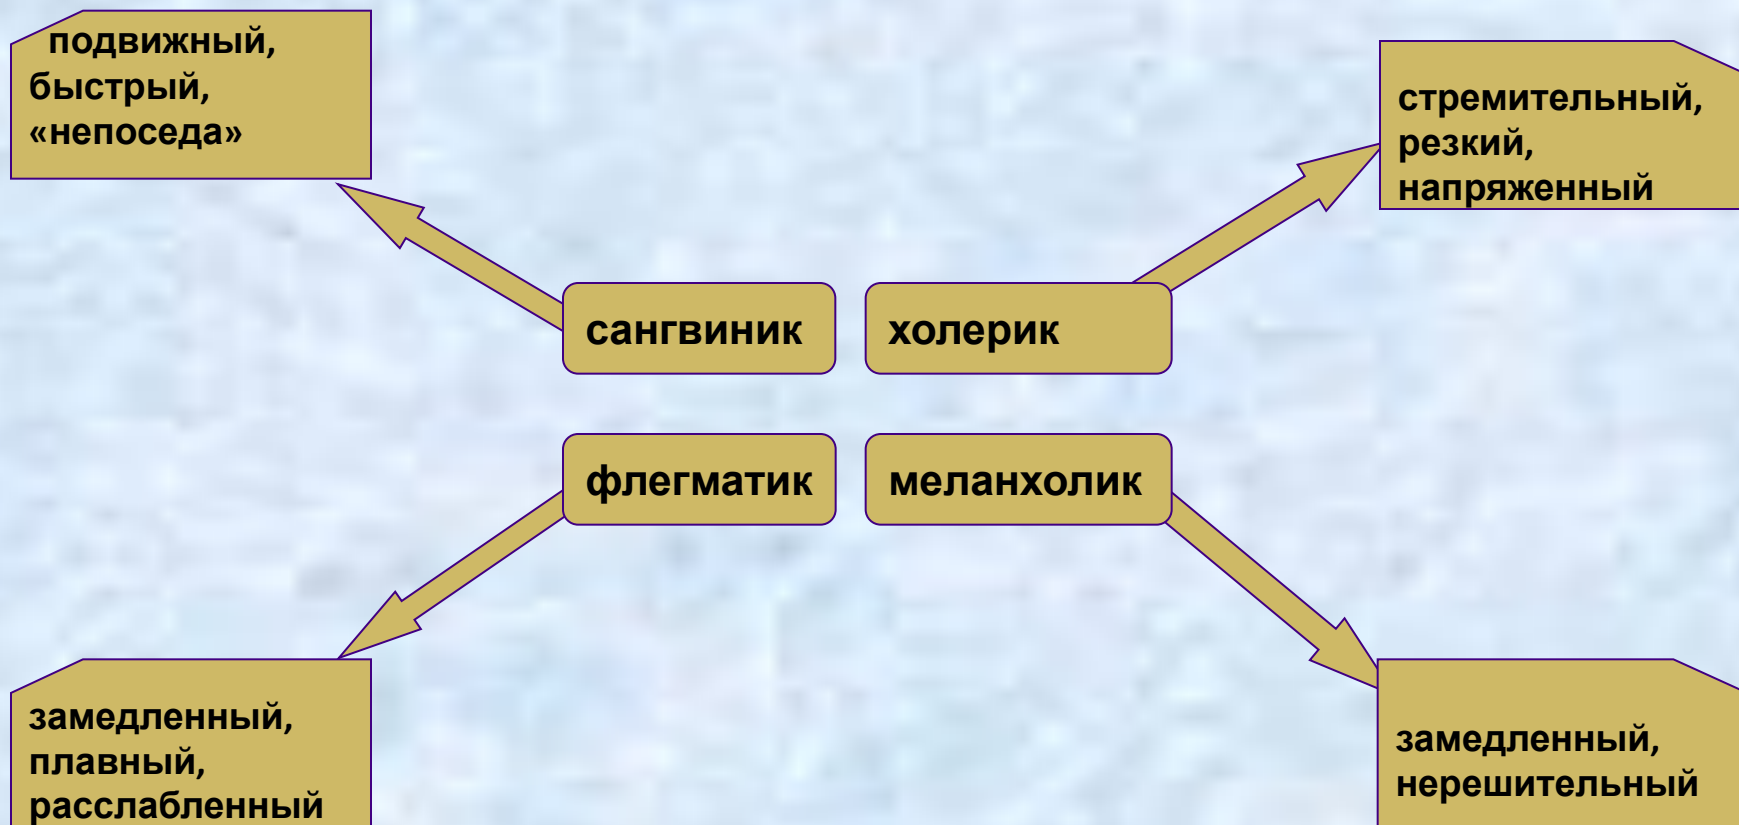 подвижный,
быстрый,
«непоседа»
стремительный,
резкий,
напряженный
сангвиник
холерик
флегматик
меланхолик
замедленный,
плавный,
расслабленный
замедленный,
нерешительный